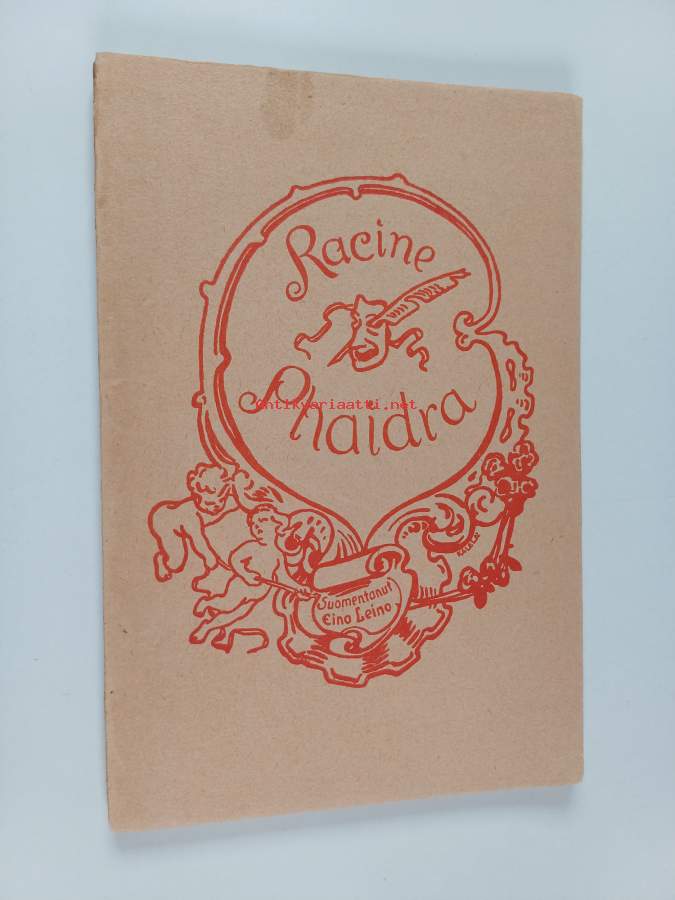 Racine
Phaidra
antikvariaatti.net
Suomentanut
Eino Leino